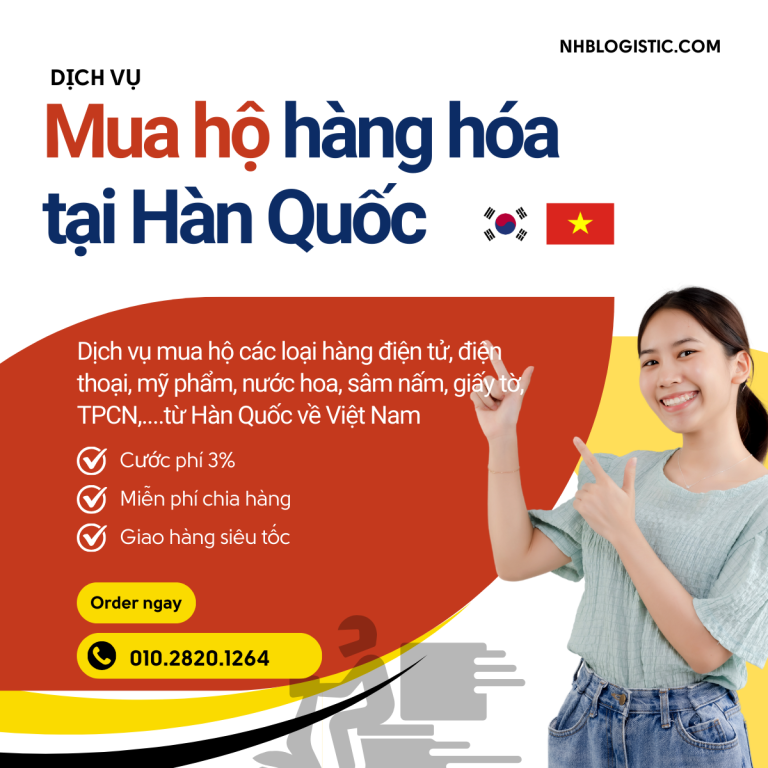 NHBLOGISTIC.COM
DỊCH VỤ
Mua hộ hàng hóa
tại Hàn Quốc
Dịch vụ mua hộ các loại hàng điện tử, điện
thoại, mỹ phẩm, nước hoa, sâm nấm, giấy tờ,
TPCN,....từ Hàn Quốc về Việt Nam
Cước phí 3%
Miễn phí chia hàng
Giao hàng siêu tốc
Order ngay
010.2820.1264